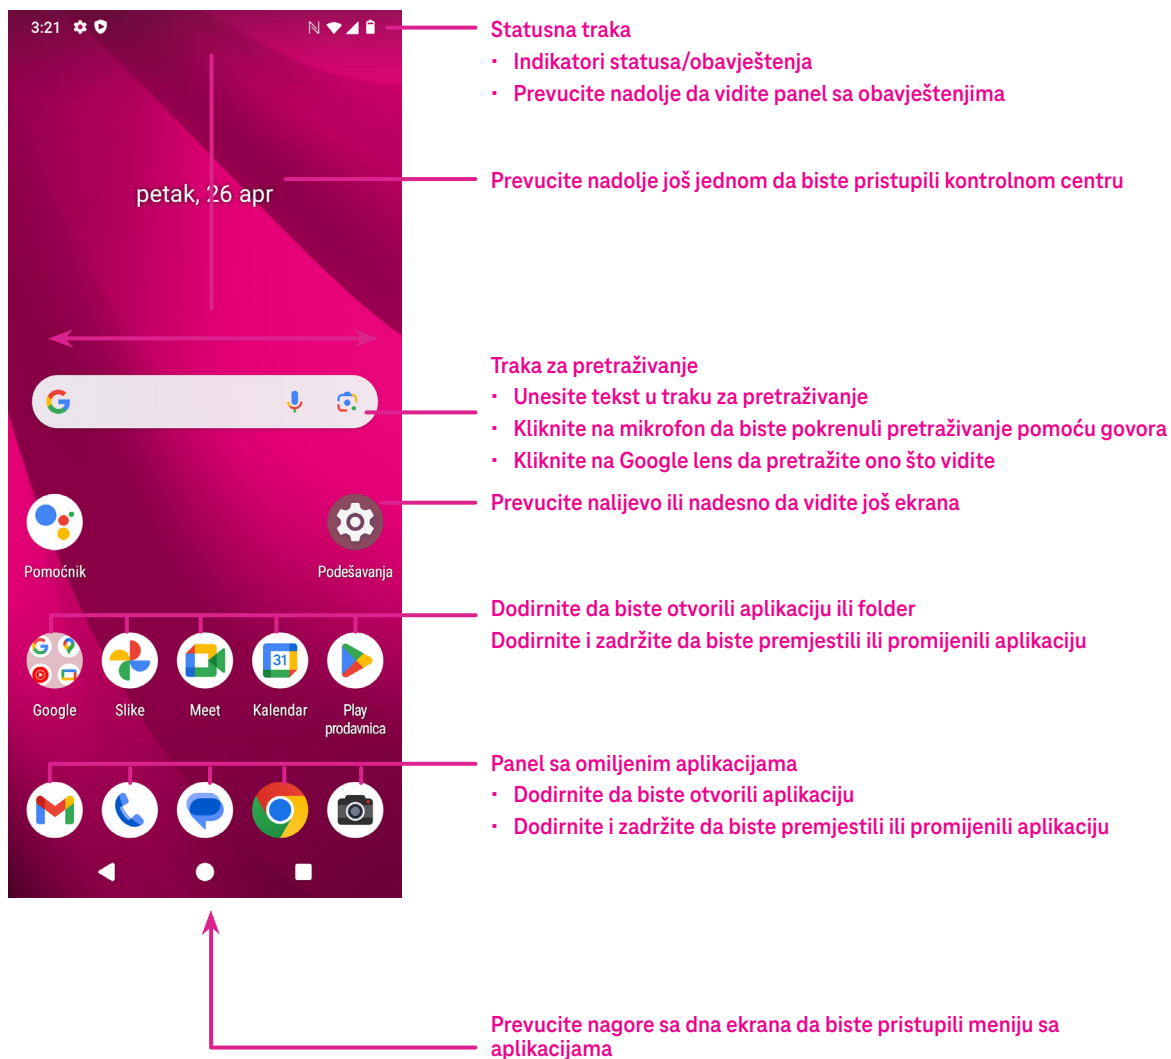 3:21
Statusna traka
· Indikatori statusa/obavještenja
· Prevucite nadolje da vidite panel sa obavještenjima
petak, 26 apr
Prevucite nadolje još jednom da biste pristupili kontrolnom centru
Traka za pretraživanje
· Unesite tekst u traku za pretraživanje
· Kliknite na mikrofon da biste pokrenuli pretraživanje pomoću govora
· Kliknite na Google lens da pretražite ono što vidite
Prevucite nalijevo ili nadesno da vidite još ekrana
Pomoćnik Podešavanja
Dodirnite da biste otvorili aplikaciju ili folder
Dodirnite i zadržite da biste premjestili ili promijenili aplikaciju
31
Google Slike Meet Kalendar Play
prodavnica
Panel sa omiljenim aplikacijama
· Dodirnite da biste otvorili aplikaciju
· Dodirnite i zadržite da biste premjestili ili promijenili aplikaciju
Prevucite nagore sa dna ekrana da biste pristupili meniju sa
aplikacijama